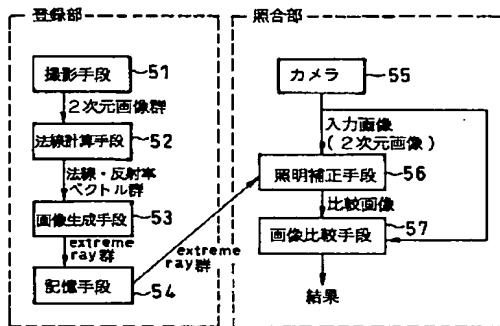 登録部
撮影手段
51
2次元画像群
法線計算手段
52
法線・反射率
ベクトル群
画像生成手段
53
extreme
ray群
記憶手段
54
extreme
ray群
照合部
カメラ
55
入力画像
(2次元画像)
照明補正手段
56
比較画像
57
画像比較手段
結果